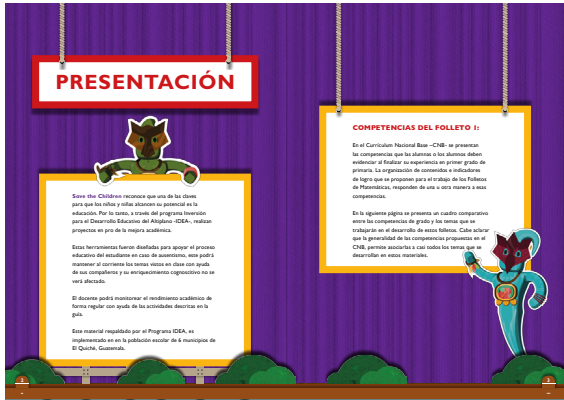 PRESENTACIÓN
Save the Children reconoce que una de las claves
para que los niños y niñas alcancen su potencial es la
educación. Por lo tanto, a través del programa Inversión
para el Desarrollo Educativo del Altiplano -IDEA-, realizan
proyectos en pro de la mejora académica.
Estas herramientas fueron diseñadas para apoyar el proceso
educativo del estudiante en caso de ausentismo, este podrá
mantener al corriente los temas vistos en clase con ayuda
de sus compañeros y su enriquecimiento cognoscitivo no se
verá afectado.
El docente podrá monitorear el rendimiento académico de
forma regular con ayuda de las actividades descritas en la
guía.
Este material respaldado por el Programa IDEA, es
implementado en en la población escolar de 6 municipios de
El Quiché, Guatemala.
COMPETENCIAS DEL FOLLETO 1:
En el Currículum Nacional Base –CNB- se presentan
las competencias que las alumnas o los alumnos deben
evidenciar al finalizar su experiencia en primer grado de
primaria. La organización de contenidos e indicadores
de logro que se proponen para el trabajo de los Folletos
de Matemáticas, responden de una u otra manera a esas
competencias.
En la siguiente página se presenta un cuadro comparativo
entre las competencias de grado y los temas que se
trabajarán en el desarrollo de estos folletos. Cabe aclarar
que la generalidad de las competencias propuestas en el
CNB, permite asociarlas a casi todos los temas que se
desarrollan en estos materiales.
2
3